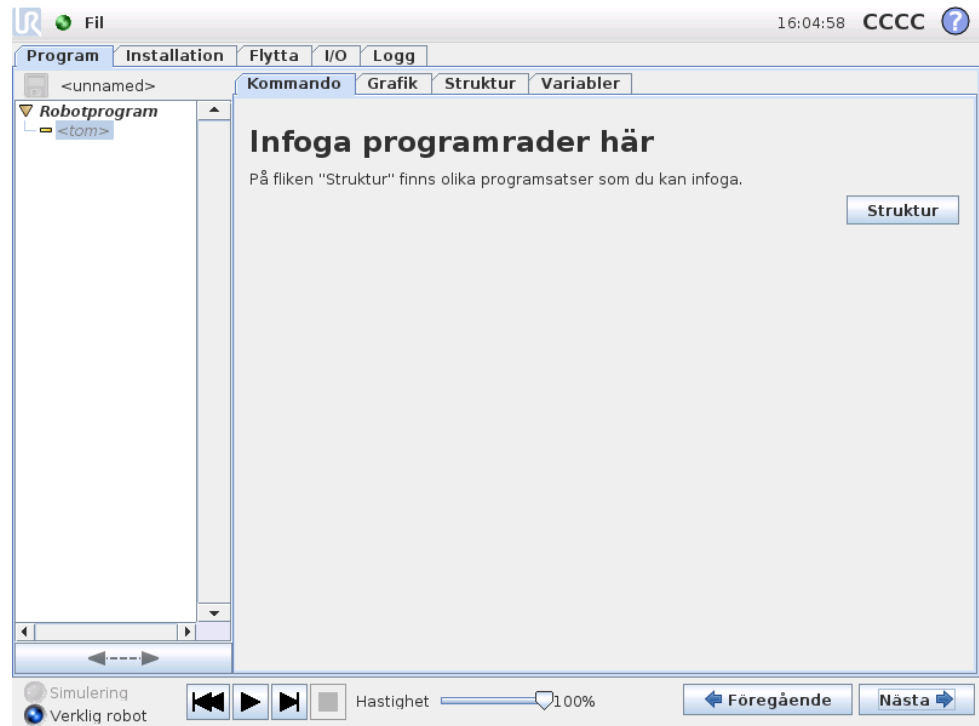 UR Fil 16:04:58 CCCC ?
Program Installation Flytta I/O Logg
<unnamed> Kommando Grafik Struktur Variabler
Robotprogram
<tom>
Infoga programrader här
På fliken "Struktur" finns olika programsatser som du kan infoga.
Struktur
Simulering
Verklig robot
Hastighet 100% Föregående Nästa